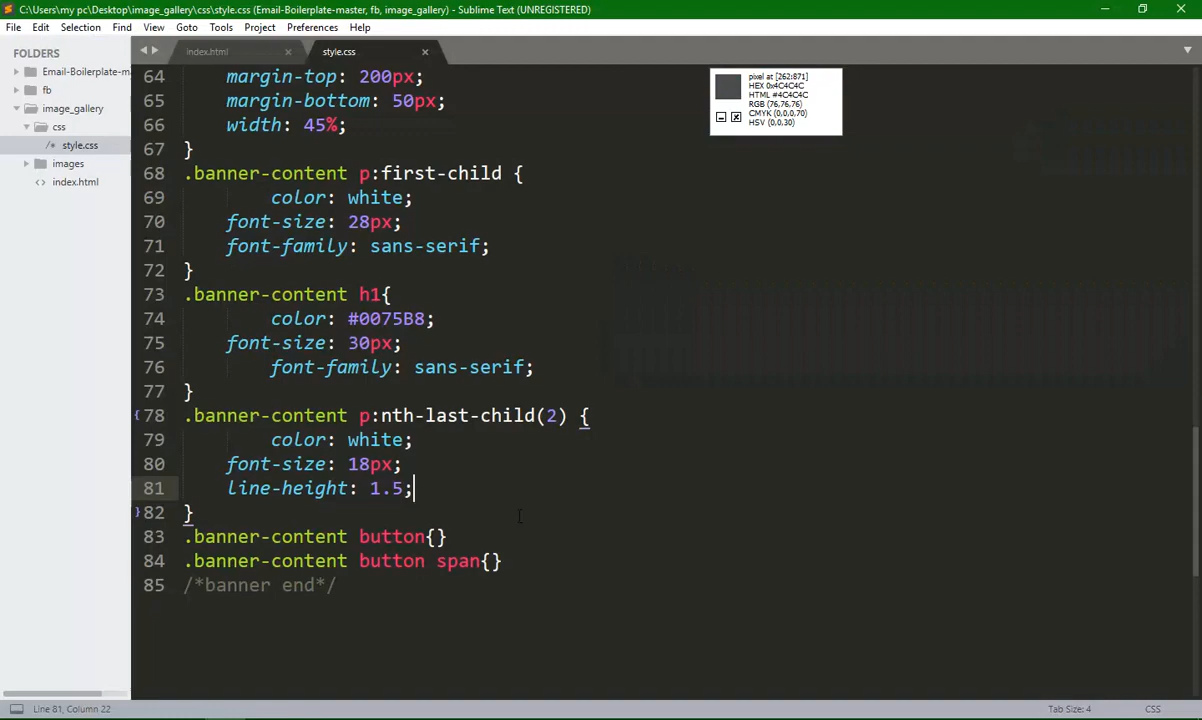 C:\Users\my pc\Desktop\image_gallery\css\style.css (Email-Boilerplate-master, fb, image_gallery) - Sublime Text (UNREGISTERED)
File Edit Selection Find View Goto Tools Project Preferences Help
FOLDERS
Email-Boilerplate-ma
fb
image_gallery
css
/* style.css
images
<> index.html
index.html
style.css
64 margin-top: 200px;
65 margin-bottom: 50px;
66 width: 45%;
67 }
68 .banner-content p:first-child {
69 color: white;
70 font-size: 28px;
71 font-family: sans-serif;
72 }
73 .banner-content h1{
74 color: #0075B8;
75 font-size: 30px;
76 font-family: sans-serif;
77 }
78 .banner-content p:nth-last-child(2) {
79 color: white;
80 font-size: 18px;
81 line-height: 1.5;
82 }
83 .banner-content button{}
84 .banner-content button span{}
85 /*banner end*/
pixel at [262:871]
HEX 0x4C4C4C
HTML #4C4C4C
RGB (76,76,76)
CMYK (0,0,0,70)
HSV (0,0,30)
Line 81, Column 22
Tab Size: 4
CSS